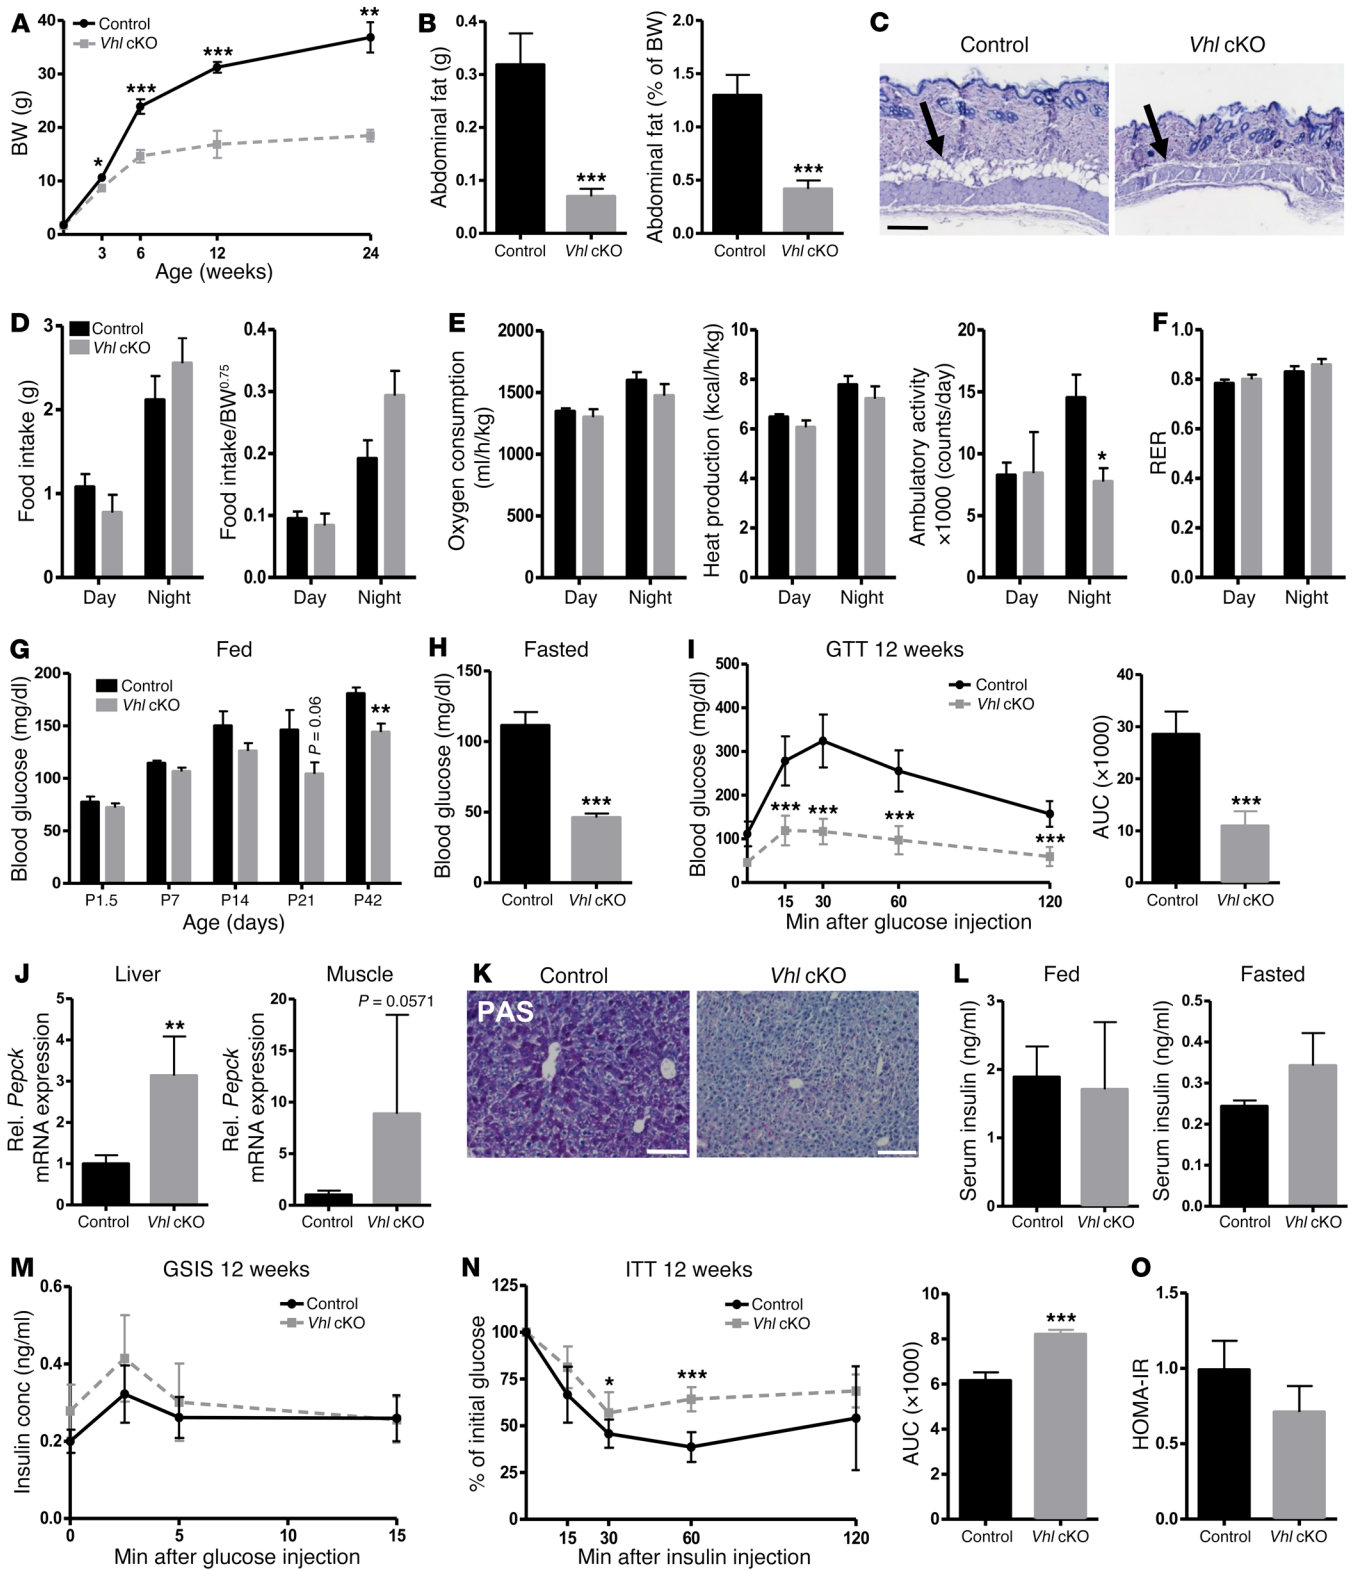 A
BW (g)
40
30
20
10
0
Control
Vhl cKO
*
***
***
**
3
6
12
24
Age (weeks)
B
Abdominal fat (g)
0.4
0.3
0.2
0.1
0.0
***
Control
Vhl cKO
Abdominal fat (% of BW)
2.0
1.5
1.0
0.5
0.0
***
Control
Vhl cKO
C
Control
Vhl cKO
D
Food intake (g)
3
2
1
0
Control
Vhl cKO
Day
Night
Food intake/BW0.75
0.4
0.3
0.2
0.1
0.0
Day
Night
E
Oxygen consumption
(ml/h/kg)
2000
1500
1000
500
0
Day
Night
Heat production (kcal/h/kg)
10
8
6
4
2
0
Day
Night
Ambulatory activity
×1000 (counts/day)
20
15
10
5
0
*
Day
Night
F
RER
1.0
0.8
0.6
0.4
0.2
0.0
Day
Night
G
Fed
Blood glucose (mg/dl)
200
150
100
50
0
Control
Vhl cKO
P = 0.06
**
P1.5
P7
P14
P21
P42
Age (days)
H
Fasted
Blood glucose (mg/dl)
150
100
50
0
***
Control
Vhl cKO
I
GTT 12 weeks
Blood glucose (mg/dl)
500
400
300
200
100
0
Control
Vhl cKO
***
***
***
***
15
30
60
120
Min after glucose injection
AUC (×1000)
40
30
20
10
0
***
Control
Vhl cKO
J
Liver
Rel. Pepck
mRNA expression
5
4
3
2
1
0
**
Control
Vhl cKO
Muscle
Rel. Pepck
mRNA expression
20
15
10
5
0
P = 0.0571
Control
Vhl cKO
K
Control
Vhl cKO
PAS
L
Fed
Serum insulin (ng/ml)
3
2
1
0
Control
Vhl cKO
Fasted
Serum insulin (ng/ml)
0.5
0.4
0.3
0.2
0.1
0.0
Control
Vhl cKO
M
GSIS 12 weeks
Insulin conc (ng/ml)
0.6
0.4
0.2
0.0
Control
Vhl cKO
0
5
10
15
Min after glucose injection
N
ITT 12 weeks
% of initial glucose
125
100
75
50
25
0
Control
Vhl cKO
*
***
15
30
60
120
Min after insulin injection
AUC (×1000)
10
8
6
4
2
0
***
Control
Vhl cKO
O
HOMA-IR
1.5
1.0
0.5
0.0
Control
Vhl cKO